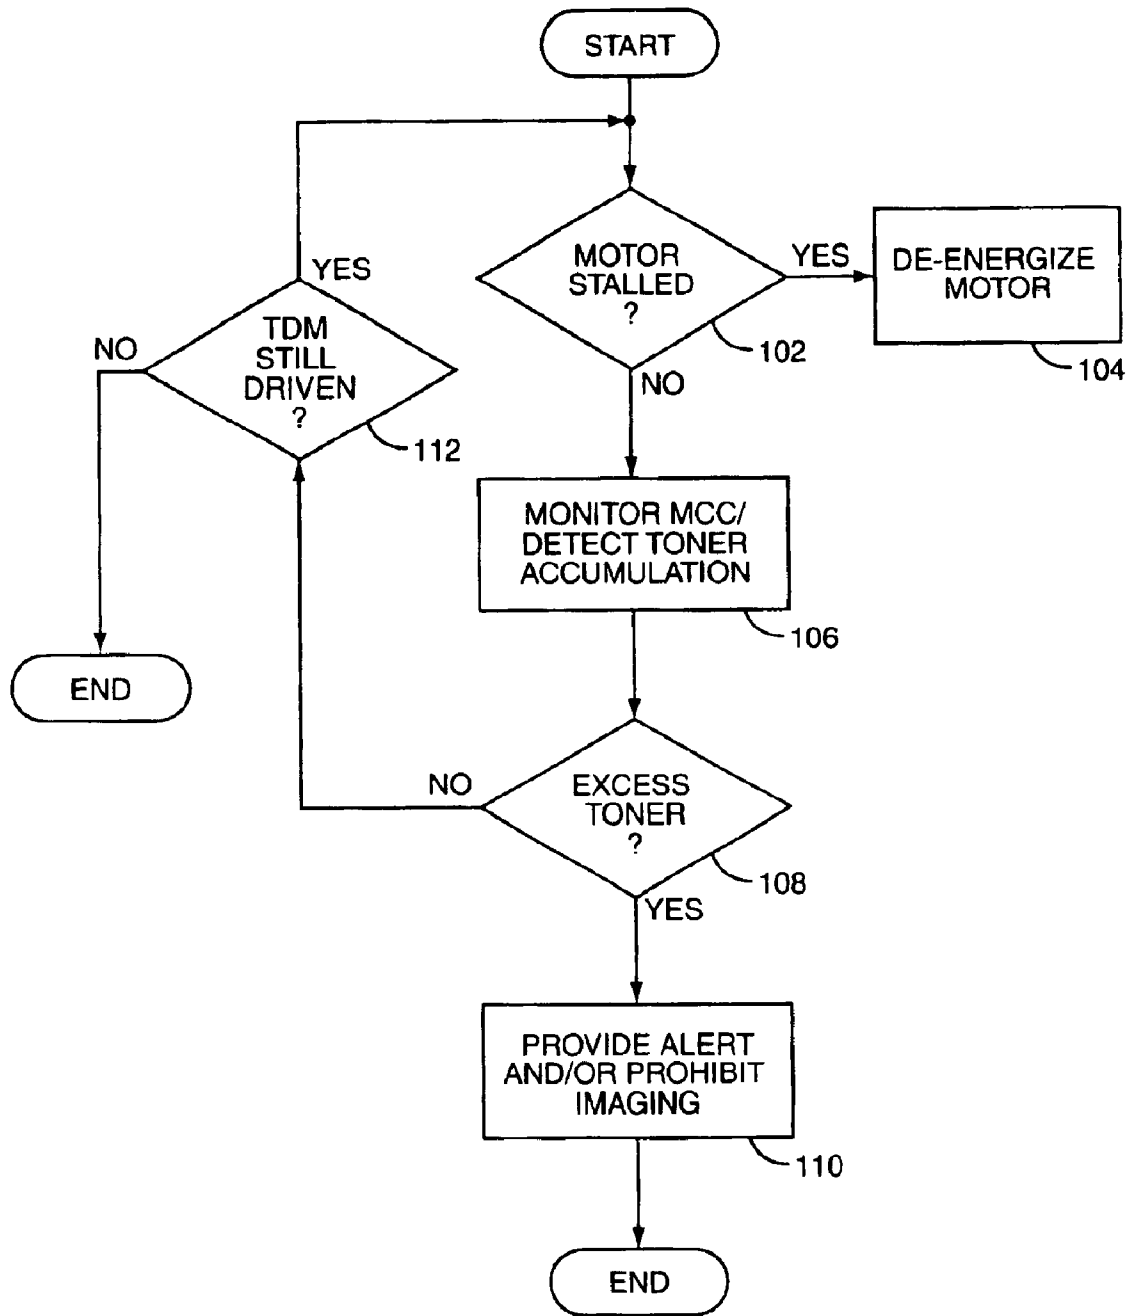 START
MOTOR
STALLED
?
YES
DE-ENERGIZE
MOTOR
102
104
NO
YES
TDM
STILL
DRIVEN
?
NO
112
MONITOR MCC/
DETECT TONER
ACCUMULATION
106
END
EXCESS
TONER
?
NO
108
YES
PROVIDE ALERT
AND/OR PROHIBIT
IMAGING
110
END